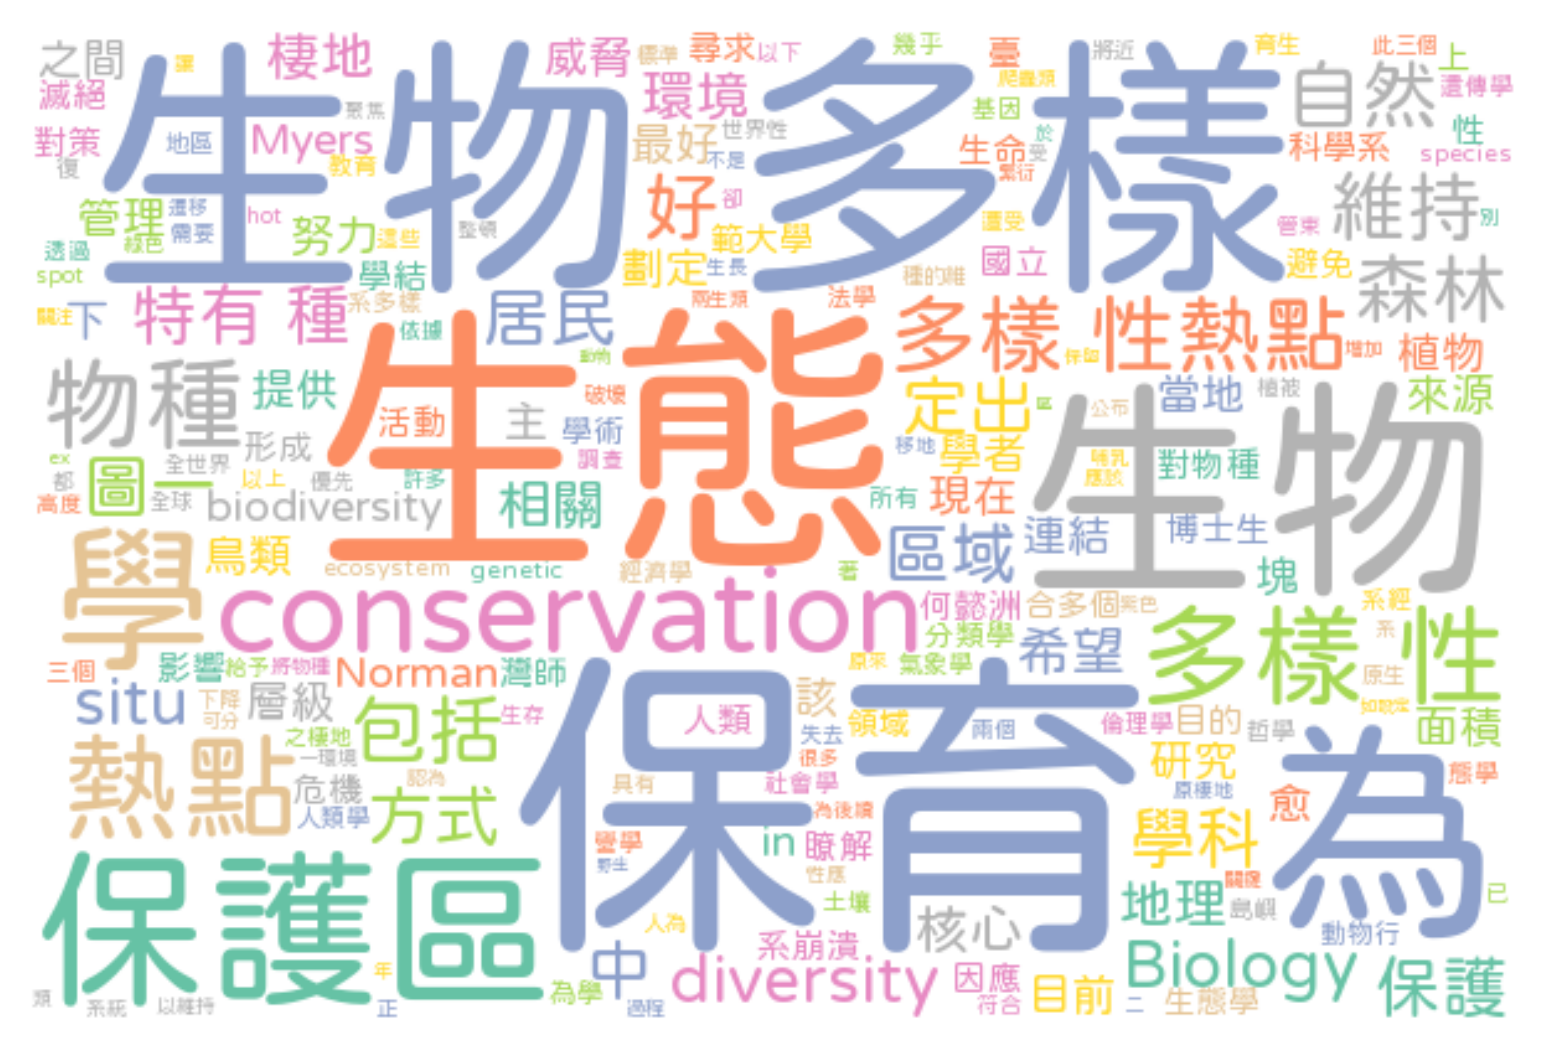 之間
讓
棲地
威脅
標準
尋求
以下
幾乎
臺
將近
育生
此三個
上
滅絕
聚焦
環境
爬蟲類
自然
遺傳學
生物多樣
對策
地區
Myers
最好
世界性
基因
於
性
復
教育
不是
生命
受
科學系
species
繁衍
管理
遷移
hot
好
卻
維持
別
綠色
需要
努力
這些
整頓
範大學
遭受
管束
透過
學結
劃定
生長
國立
避免
森林
spot
種的雛
關注
下
特有 種
系多樣
依據
居民
兩生類
法學
多樣 性熱點
增加
植物
保留
物種
提供
生態
動物
破壞
定出
區
公布
當地
植被
來源
活動
主
學術
形成
移地
學者
生物
ex
圖一
全世界
以上
優先
許多
調查
哺乳
應該
對物種
都
高度
全球
biodiversity
相關
所有
現在
學
鳥類
區域
連結
博士生
ecosystem
genetic
經濟學
著
塊
conservation
何懿洲
合多個
紫色
系經
分類學
希望
多樣 性
系
三個
影響
給予
將物種
Norman
灣師
原來
氣象學
原生
situ
下降
可分
層級
包括
生存
保育
人類
該
失去
領域
兩個
倫理學
目的
哲學
為
面積
之棲地
一環境
很多
熱點
危機
認為
方式
具有
社會學
研究
原棲地
愈
態學
人類學
為後續
學科
in
瞭解
野生
性應
保護區
土壤
核心
地理
島嶼
已
人為
動物行
中
系崩潰
diversity
因應
Biology
保護
年
為學
符合
目前
二
生態學
類
系統
以維持
正
過程